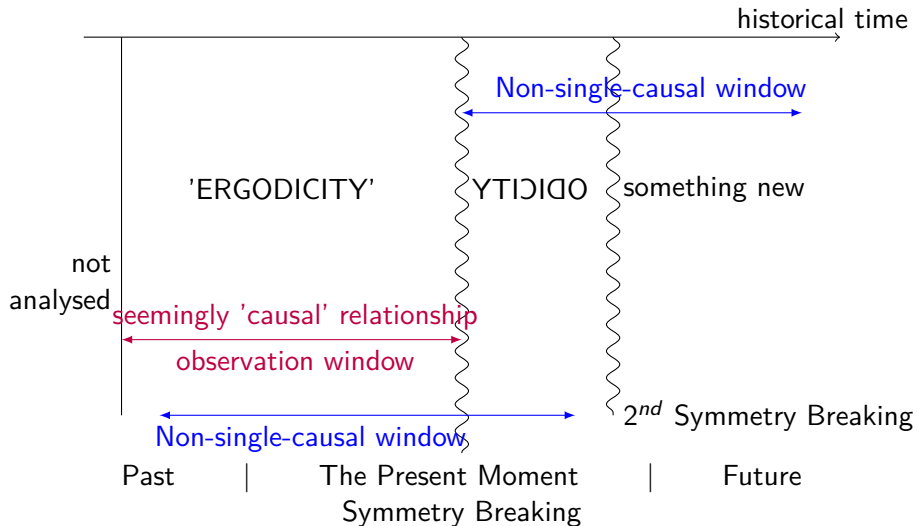 historical time
Non-single-causal window
'ERGODICITY'
YTIƆIᗡO
something new
not
analysed
seemingly 'causal' relationship
observation window
2nd Symmetry Breaking
Non-single-causal window
Past | The Present Moment | Future
Symmetry Breaking